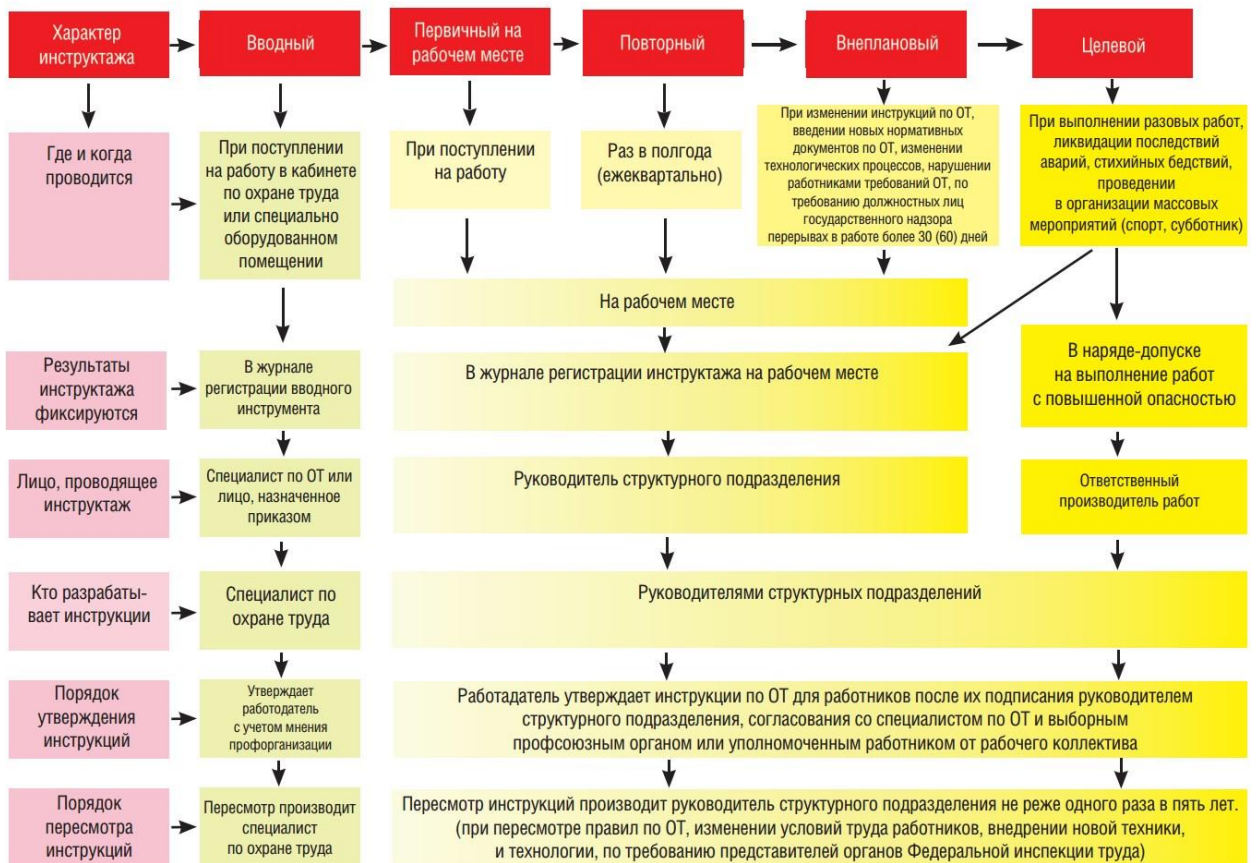 Характер
инструктажа
Вводный
Первичный на
рабочем месте
Повторный
Внеплановый
Целевой
Где и когда
проводится
При поступлении
на работу в кабинете
по охране труда
или специально
оборудованном
помещении
При поступлении
на работу
Раз в полгода
(ежеквартально)
При изменении инструкций по ОТ,
введении новых нормативных
документов по ОТ, изменении
технологических процессов, нарушении
работниками требований ОТ, по
требованию должностных лиц
государственного надзора
перерывах в работе более 30 (60) дней
При выполнении разовых работ,
ликвидации последствий
аварий, стихийных бедствий,
проведении
в организации массовых
мероприятий (спорт, субботник)
На рабочем месте
Результаты
инструктажа
фиксируются
В журнале
регистрации вводного
инструмента
В журнале регистрации инструктажа на рабочем месте
В наряде-допуске
на выполнение работ
с повышенной опасностью
Лицо, проводящее
инструктаж
Специалист по ОТ или
лицо, назначенное
приказом
Руководитель структурного подразделения
Ответственный
производитель работ
Кто разрабаты-
вает инструкции
Специалист по
охране труда
Руководителями структурных подразделений
Порядок
утверждения
инструкций
Утверждает
работодатель
с учетом мнения
профорганизации
Работадатель утверждает инструкции по ОТ для работников после их подписания руководителем
структурного подразделения, согласования со специалистом по ОТ и выборным
профсоюзным органом или уполномоченным работником от рабочего коллектива
Порядок
пересмотра
инструкций
Пересмотр производит
специалист
по охране труда
Пересмотр инструкций производит руководитель структурного подразделения не реже одного раза в пять лет.
(при пересмотре правил по ОТ, изменении условий труда работников, внедрении новой техники,
и технологии, по требованию представителей органов Федеральной инспекции труда)